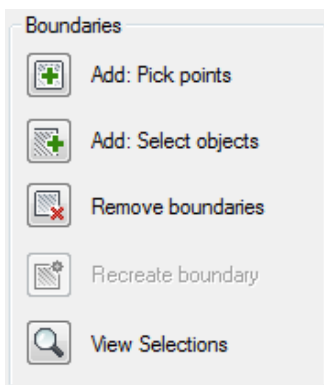 Boundaries
Add: Pick points
Add: Select objects
Remove boundaries
Recreate boundary
View Selections